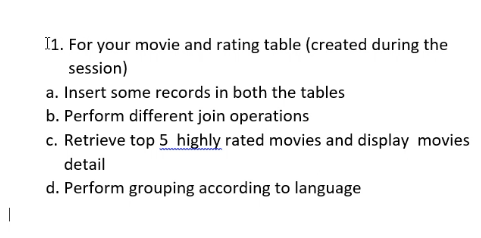 1. For your movie and rating table (created during the
session)
a. Insert some records in both the tables
b. Perform different join operations
c. Retrieve top 5 highly rated movies and display movies
detail
d. Perform grouping according to language